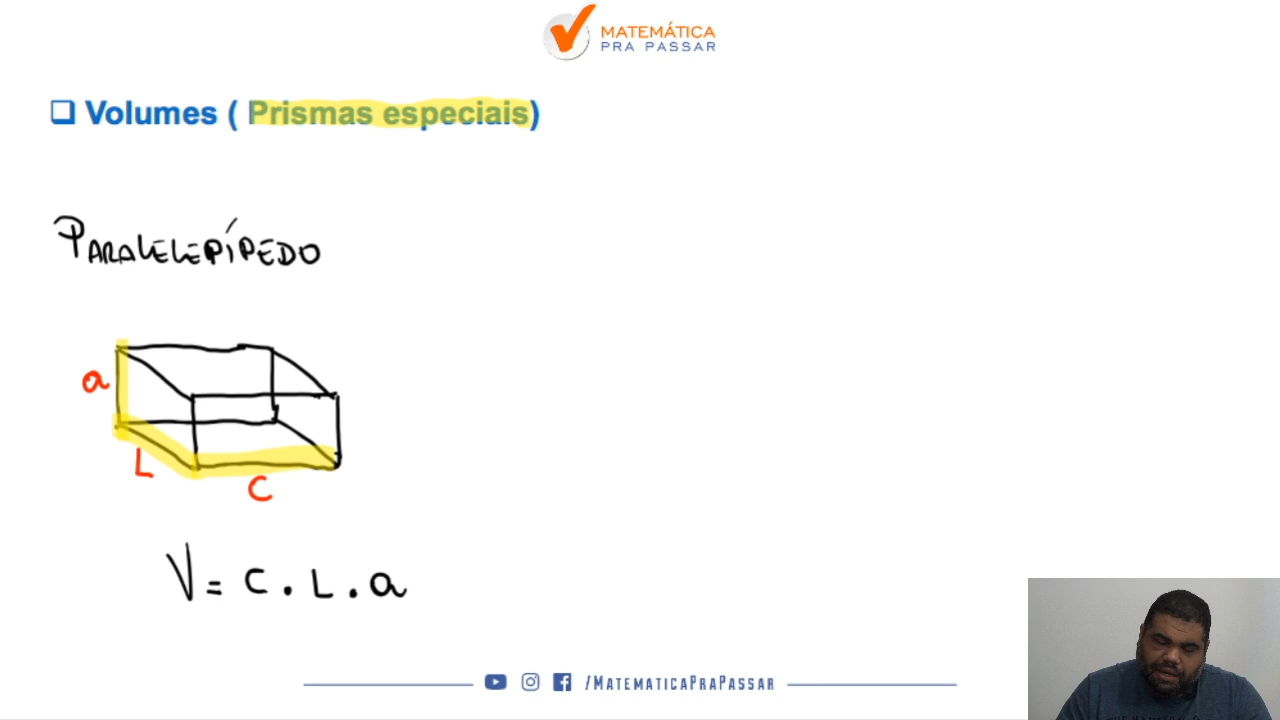 MATEMÁTICA
PRA PASSAR
Volumes ( Prismas especiais)
PARALELEPÍPEDO
a
L
C
V = C . L . a
/MATEMATICAPRAPASSAR